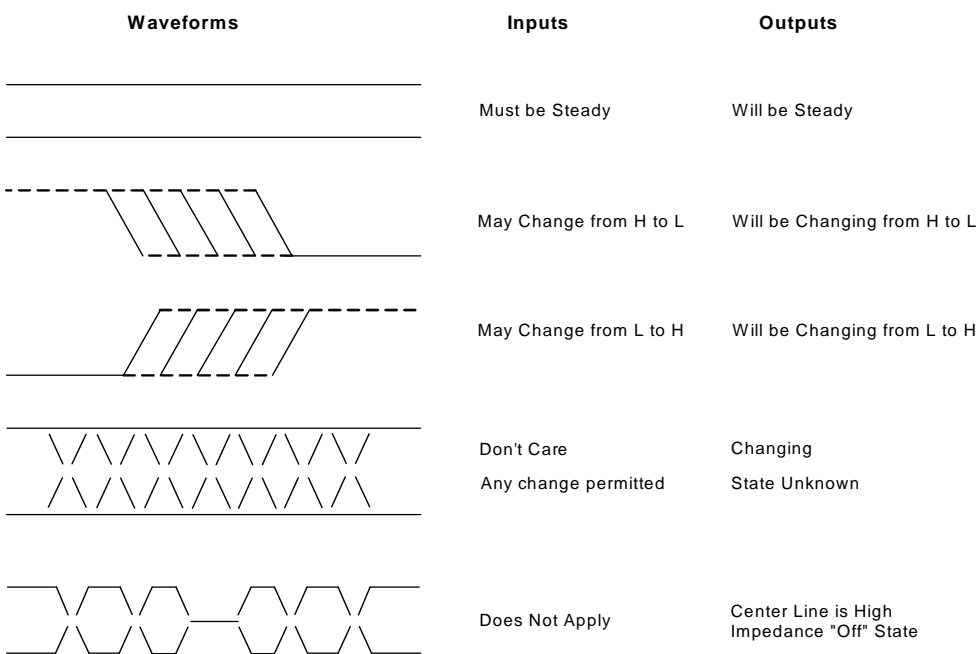 Waveforms Inputs Outputs
Must be Steady Will be Steady
May Change from H to L Will be Changing from H to L
May Change from L to H Will be Changing from L to H
Don't Care Changing
Any change permitted State Unknown
Does Not Apply Center Line is High
Impedance "Off" State